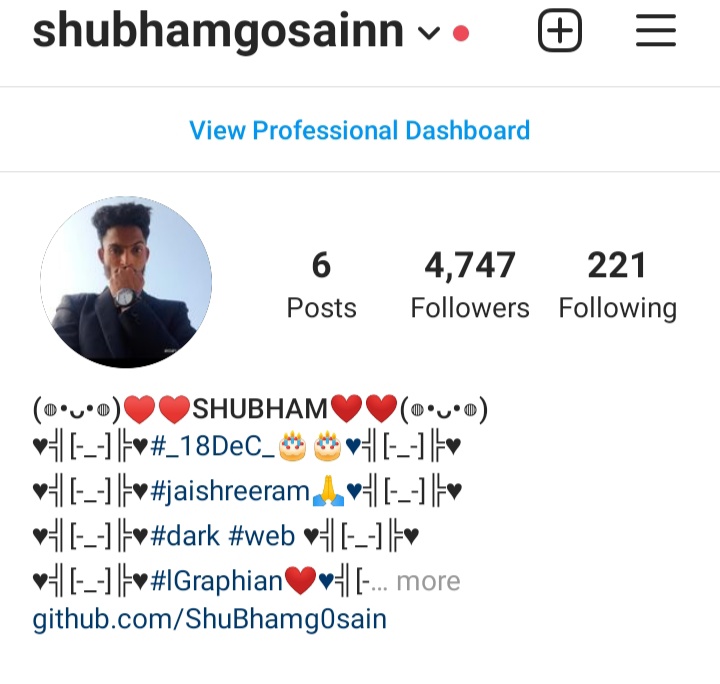 shubhamgosainn
View Professional Dashboard
6 4,747 221
Posts Followers Following
(◍•ᴗ•◍)❤️❤️SHUBHAM❤️❤️(◍•ᴗ•◍)
♥╣[-_-]╠♥#_18DeC_🎂🎂♥╣[-_-]╠♥
♥╣[-_-]╠♥#jaishreeram🙏♥╣[-_-]╠♥
♥╣[-_-]╠♥#dark #web ♥╣[-_-]╠♥
♥╣[-_-]╠♥#IGraphian❤️♥╣[-... more
github.com/ShuBhamg0sain